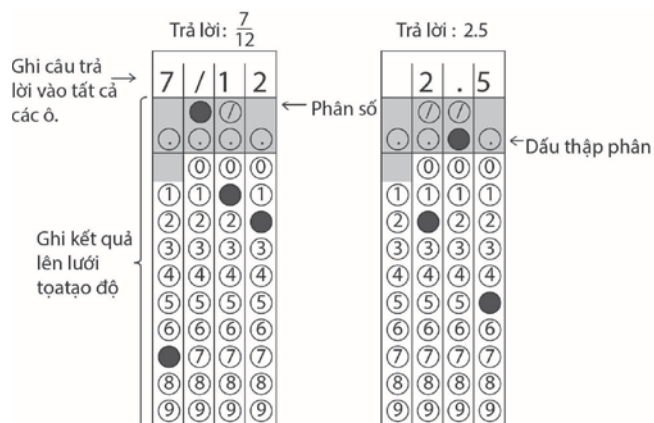 Trả lời: 7/12
Trả lời : 2.5
Ghi câu trả
lời vào tất cả
các ô.
7 / 1 2
2 . 5
/
Phân số
/ /
. . . .
. . .
Dấu thập phân
0 0 0
0 0 0
1 1 1
1 1 1 1
2 2 2
2 2 2
Ghi kết quả
lên lưới
tọatạo độ
3 3 3 3
3 3 3 3
4 4 4 4
4 4 4 4
5 5 5 5
5 5 5
6 6 6 6
6 6 6 6
7 7 7
7 7 7 7
8 8 8 8
8 8 8 8
9 9 9 9
9 9 9 9